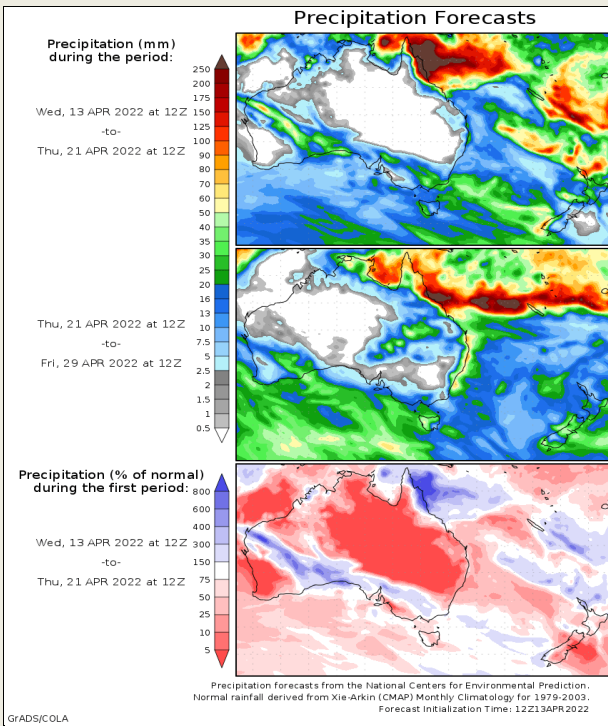 Precipitation Forecasts
Precipitation (mm)
during the period:
Wed, 13 APR 2022 at 12Z
-to-
Thu, 21 APR 2022 at 12Z
250
200
175
150
125
100
90
80
70
60
50
40
35
30
25
20
16
13
10
7.5
5
2.5
2
1.5
1
0.5
Thu, 21 APR 2022 at 12Z
-to-
Fri, 29 APR 2022 at 12Z
Precipitation (% of normal)
during the first period:
Wed, 13 APR 2022 at 12Z
-to-
Thu, 21 APR 2022 at 12Z
800
600
400
300
150
75
50
25
10
5
Precipitation forecasts from the National Centers for Environmental Prediction.
Normal rainfall derived from Xie-Arkin (CMAP) Monthly Climatology for 1979-2003.
Forecast Initialization Time: 12Z13APR2022
GrADS/COLA